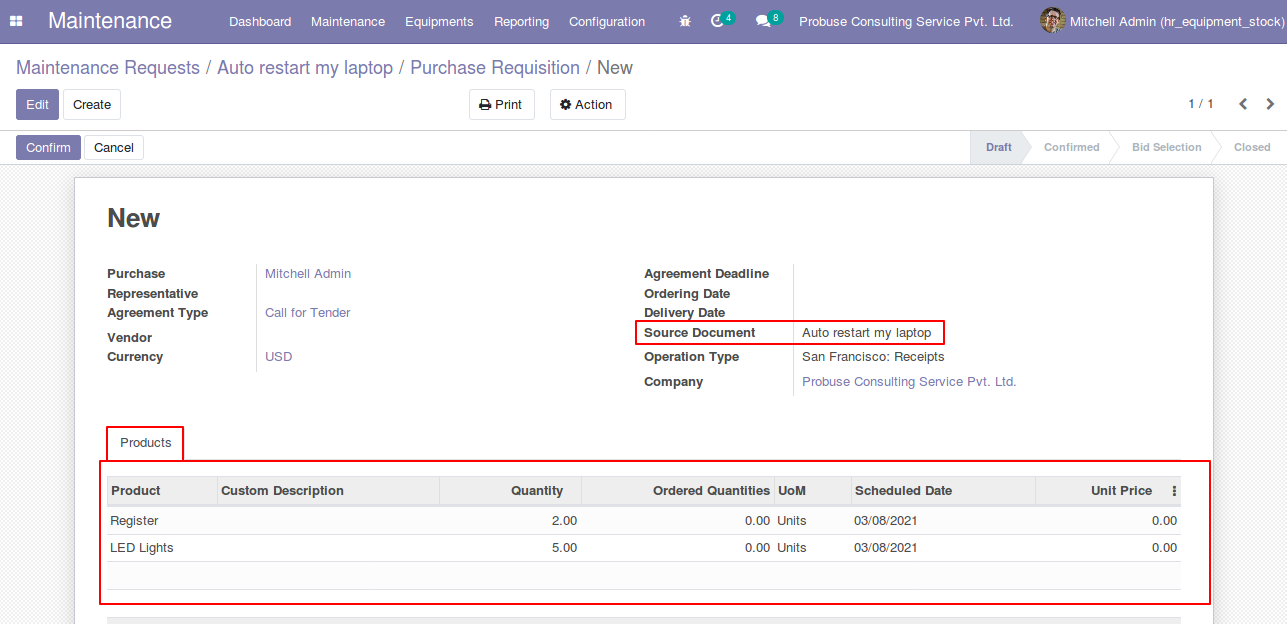 Maintenance Dashboard Maintenance Equipments Reporting Configuration 4 8 Probuse Consulting Service Pvt. Ltd. Mitchell Admin (hr_equipment_stock)
Maintenance Requests / Auto restart my laptop / Purchase Requisition / New
Edit Create Print Action 1 / 1
Confirm Cancel Draft Confirmed Bid Selection Closed
New
Purchase Representative Mitchell Admin
Agreement Type Call for Tender
Vendor
Currency USD
Agreement Deadline
Ordering Date
Delivery Date
Source Document Auto restart my laptop
Operation Type San Francisco: Receipts
Company Probuse Consulting Service Pvt. Ltd.
Products
Product Custom Description Quantity Ordered Quantities UoM Scheduled Date Unit Price
Register 2.00 0.00 Units 03/08/2021 0.00
LED Lights 5.00 0.00 Units 03/08/2021 0.00